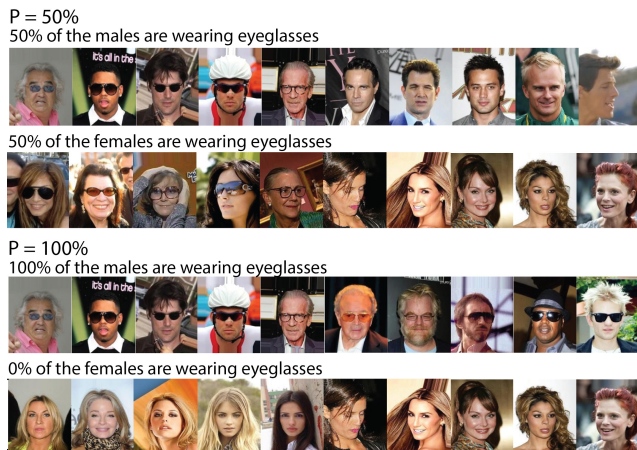 P = 50%
50% of the males are wearing eyeglasses
it's all in the
50% of the females are wearing eyeglasses
P = 100%
100% of the males are wearing eyeglasses
it's all in the
0% of the females are wearing eyeglasses